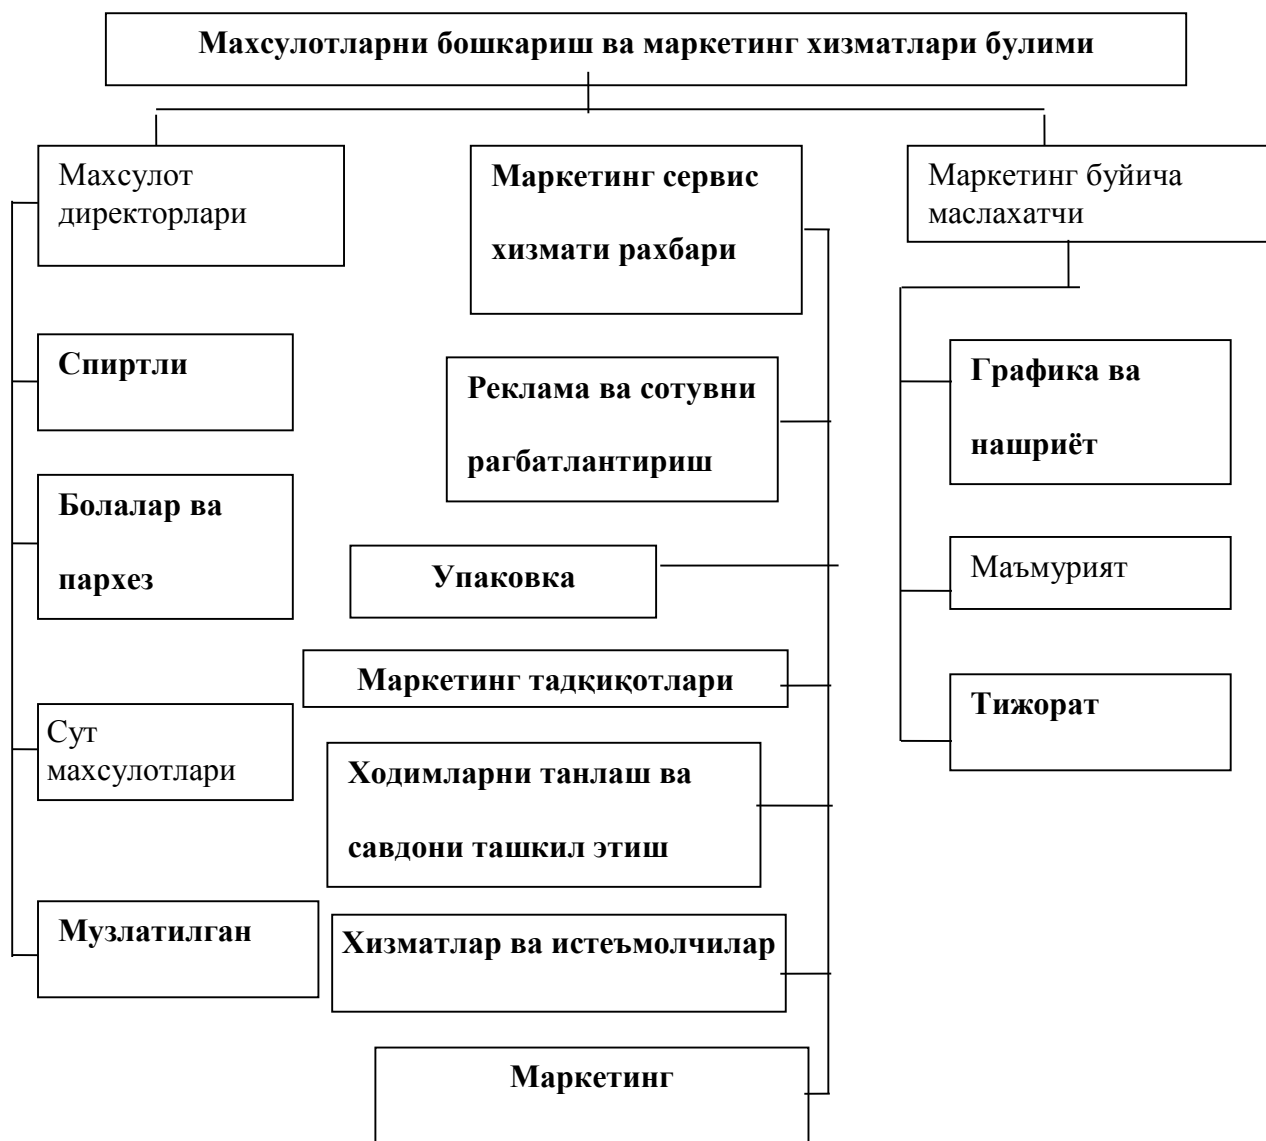 Махсулотларни бошкариш ва маркетинг хизматлари булими
Махсулот
директорлари
Маркетинг сервис
хизмати рахбари
Маркетинг буйича
маслахатчи
Спиртли
Болалар ва
пархез
Сут
махсулотлари
Музлатилган
Реклама ва сотувни
рагбатлантириш
Упаковка
Маркетинг тадқиқотлари
Ходимларни танлаш ва
савдони ташкил этиш
Хизматлар ва истеъмолчилар
Маркетинг
Графика ва
нашриёт
Маъмурият
Тижорат